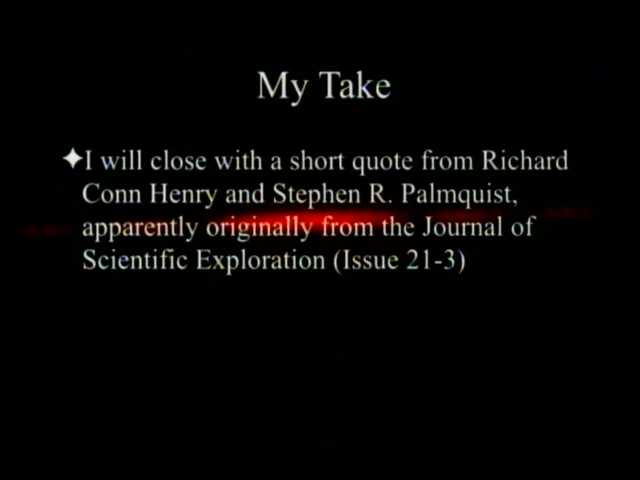 My Take
I will close with a short quote from Richard
Conn Henry and Stephen R. Palmquist,
apparently originally from the Journal of
Scientific Exploration (Issue 21-3)